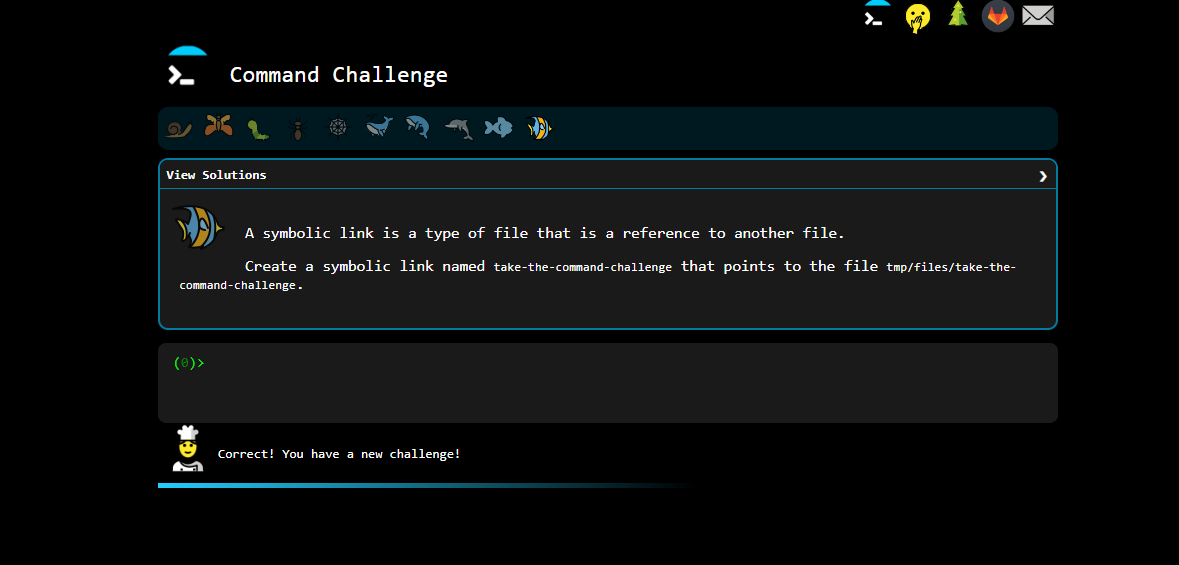 Command Challenge
View Solutions
A symbolic link is a type of file that is a reference to another file.
Create a symbolic link named take-the-command-challenge that points to the file tmp/files/take-the-
command-challenge.
(0)>
Correct! You have a new challenge!